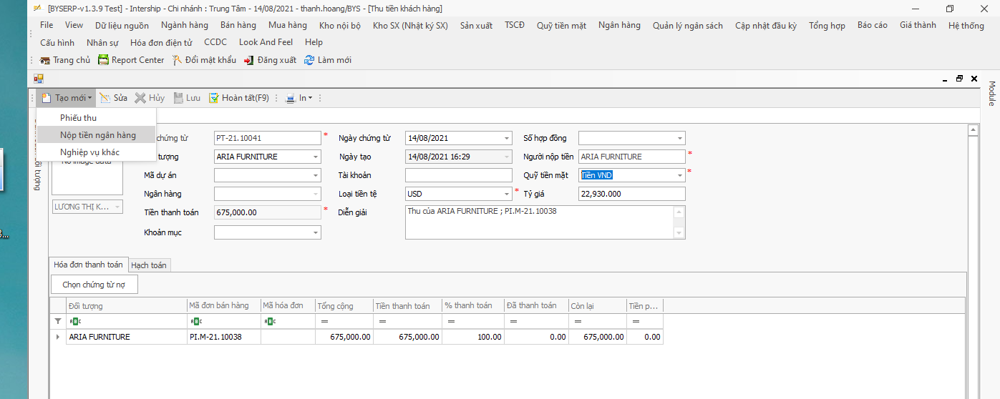 [BYSERP-v1.3.9 Test] - Intership - Chi nhánh : Trung Tâm - 14/08/2021 - thanh.hoang/BYS - [Thu tiền khách hàng]
File View Dữ liệu nguồn Ngành hàng Bán hàng Mua hàng Kho nội bộ Kho SX (Nhật ký SX) Sản xuất TSCĐ Quỹ tiền mặt Ngân hàng Quản lý ngân sách Cập nhật đầu kỳ Tổng hợp Báo cáo Giá thành Hệ thống
Cấu hình Nhân sự Hóa đơn điện tử CCDC Look And Feel Help
Trang chủ Report Center Đổi mật khẩu Đăng xuất Làm mới
Module
Tạo mới Sửa Hủy Lưu Hoàn tất(F9) In
Phiếu thu
Nộp tiền ngân hàng
Nghiệp vụ khác
chứng từ PT-21.10041 * Ngày chứng từ 14/08/2021 Số hợp đồng
tượng ARIA FURNITURE Ngày tạo 14/08/2021 16:29 Người nộp tiền ARIA FURNITURE *
No image data
Mã dự án Tài khoản Quỹ tiền mặt Tiền VND *
Ngân hàng Loại tiền tệ USD * Tỷ giá 22,930.000
LƯƠNG THỊ K... Tiền thanh toán 675,000.00 * Diễn giải Thu của ARIA FURNITURE ; PI.M-21.10038
Khoản mục
Hóa đơn thanh toán Hạch toán
Chọn chứng từ nợ
Đối tượng Mã đơn bán hàng Mã hóa đơn Tổng cộng Tiền thanh toán % thanh toán Đã thanh toán Còn lại Tiền p...
ABC ABC ABC = = = = = =
ARIA FURNITURE PI.M-21.10038 675,000.00 675,000.00 100.00 0.00 675,000.00 0.00